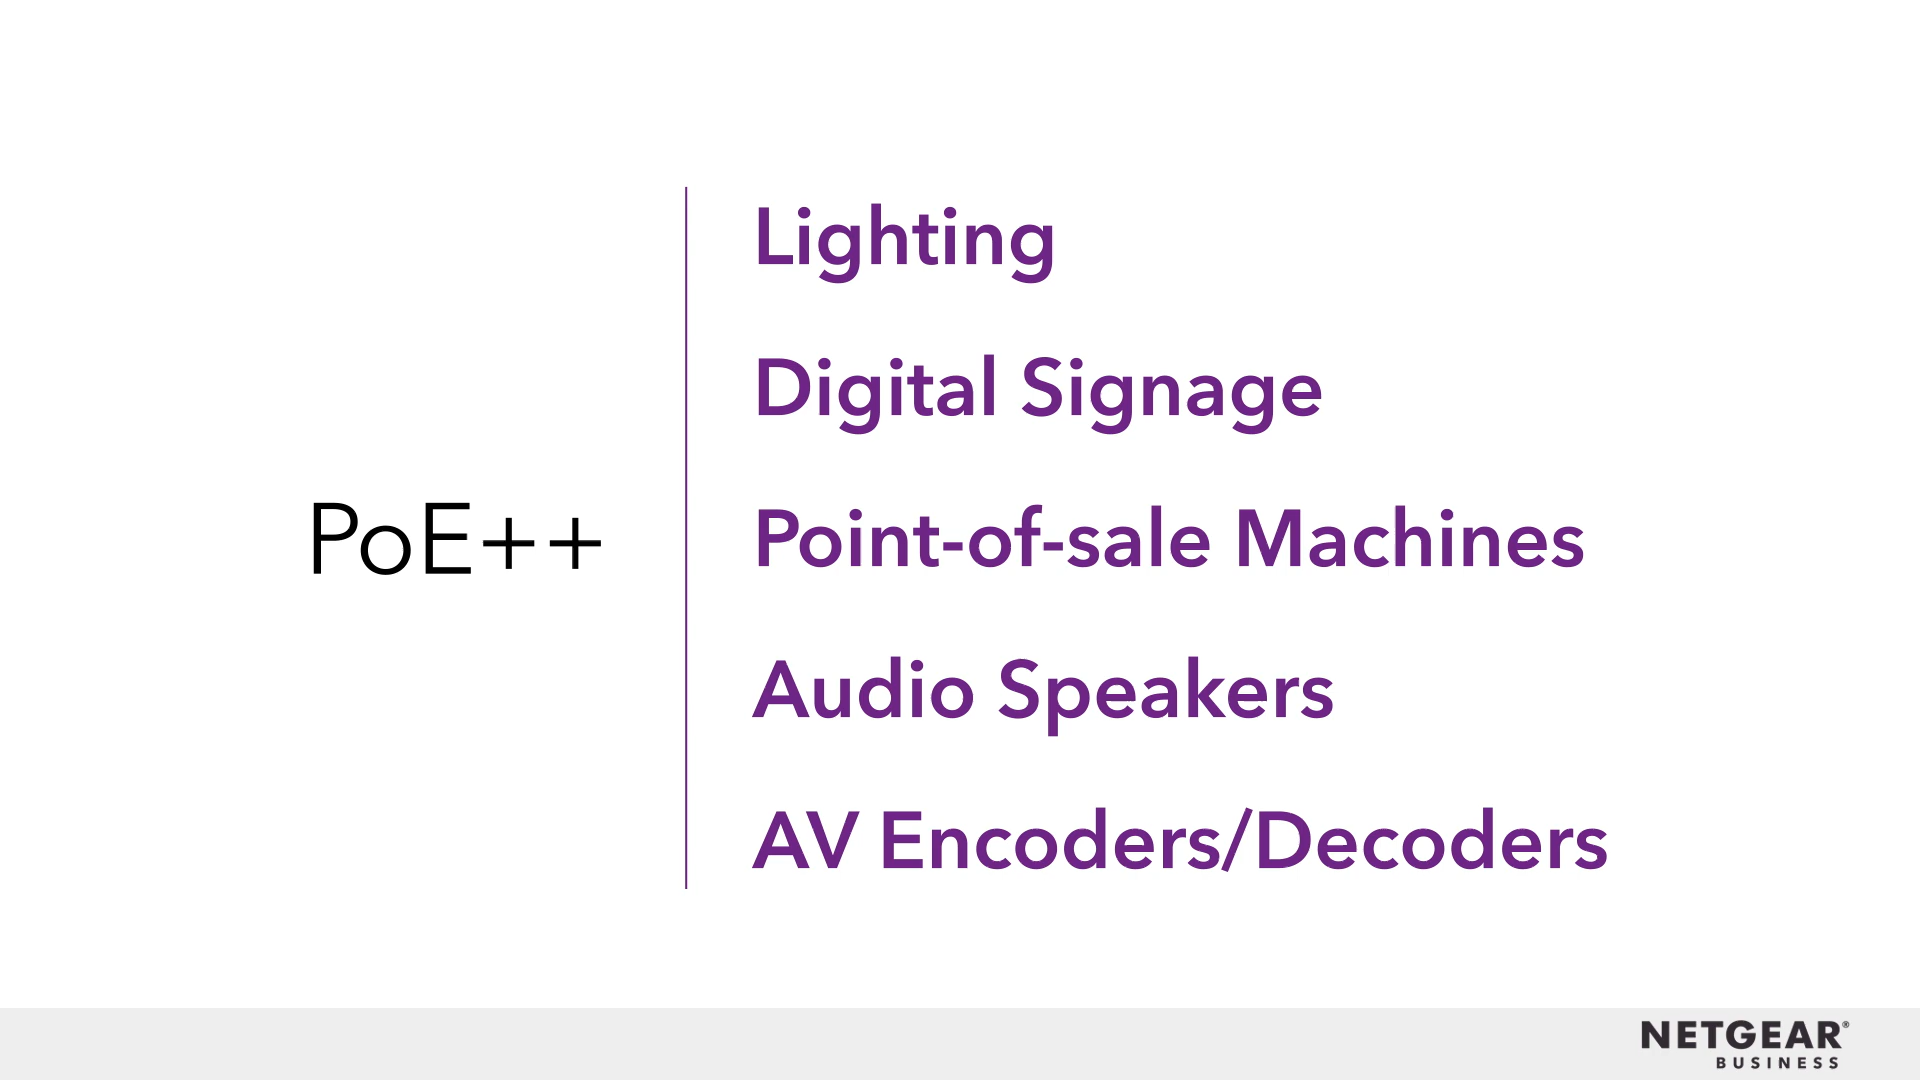 PoE++
Lighting
Digital Signage
Point-of-sale Machines
Audio Speakers
AV Encoders/Decoders
NETGEAR®
BUSINESS